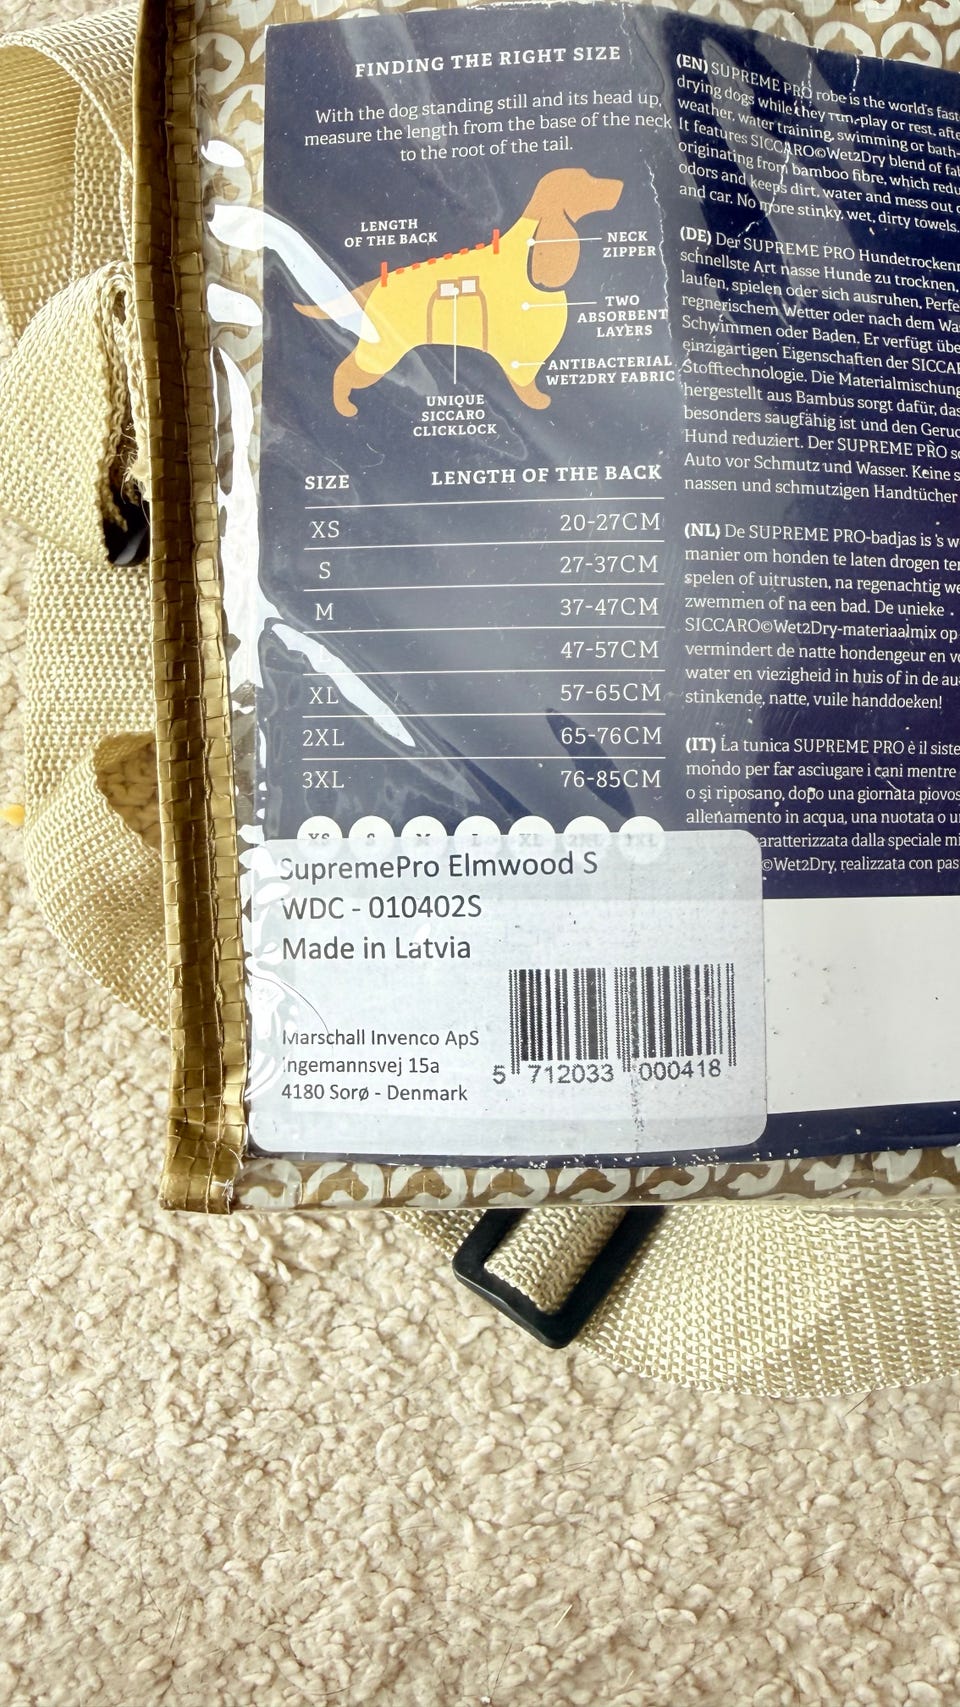 FINDING THE RIGHT SIZE
With the dog standing still and its head up,
measure the length from the base of the neck
to the root of the tail.
LENGTH
OF THE BACK
NECK
ZIPPER
TWO
ABSORBENT
LAYERS
ANTIBACTERIAL
WET2DRY FABRIC
UNIQUE
SICCARO
CLICKLOCK
SIZE LENGTH OF THE BACK
XS 20-27CM
S 27-37CM
M 37-47CM
L 47-57CM
XL 57-65CM
2XL 65-76CM
3XL 76-85CM
XS S M L XL 2XL 3XL
SupremePro Elmwood S
WDC - 010402S
Made in Latvia
Marschall Invenco ApS
Ingemannsvej 15a
4180 Sorø - Denmark
5 712033 000418
(EN) SUPREME PRO robe is the world's
drying dogs while they run, play or rest,
weather, water training, swimming or bath-
It features SICCARO©Wet2Dry blend of
originating from bamboo fibre, which
odors and keeps dirt, water and mess out
and car. No more stinky, wet, dirty towels.
(DE) Der SUPREME PRO
schnellste Art nasse Hunde zu trocknen,
laufen, spielen oder sich ausruhen.
regnerischem Wetter oder nach dem
Schwimmen oder Baden. Er verfügt
einzigartigen Eigenschaften der
Stofftechnologie. Die Materialmischung
hergestellt aus Bambus sorgt dafür,
besonders saugfähig ist und den
Hund reduziert. Der SUPREME PRO
Auto vor Schmutz und Wasser. Keine
nassen und schmutzigen Handtücher
(NL) De SUPREME PRO-badjas is 's
manier om honden te laten drogen
spelen of uitrusten, na regenachtig
zwemmen of na een bad. De unieke
SICCARO©Wet2Dry-materiaalmix op
vermindert de natte hondengeur en
water en viezigheid in huis of in de
stinkende, natte, vuile handdoeken!
(IT) La tunica SUPREME PRO è il
mondo per far asciugare i cani mentre
o si riposano, dopo una giornata
allenamento in acqua, una nuotata o
dalla speciale
©Wet2Dry, realizzata con